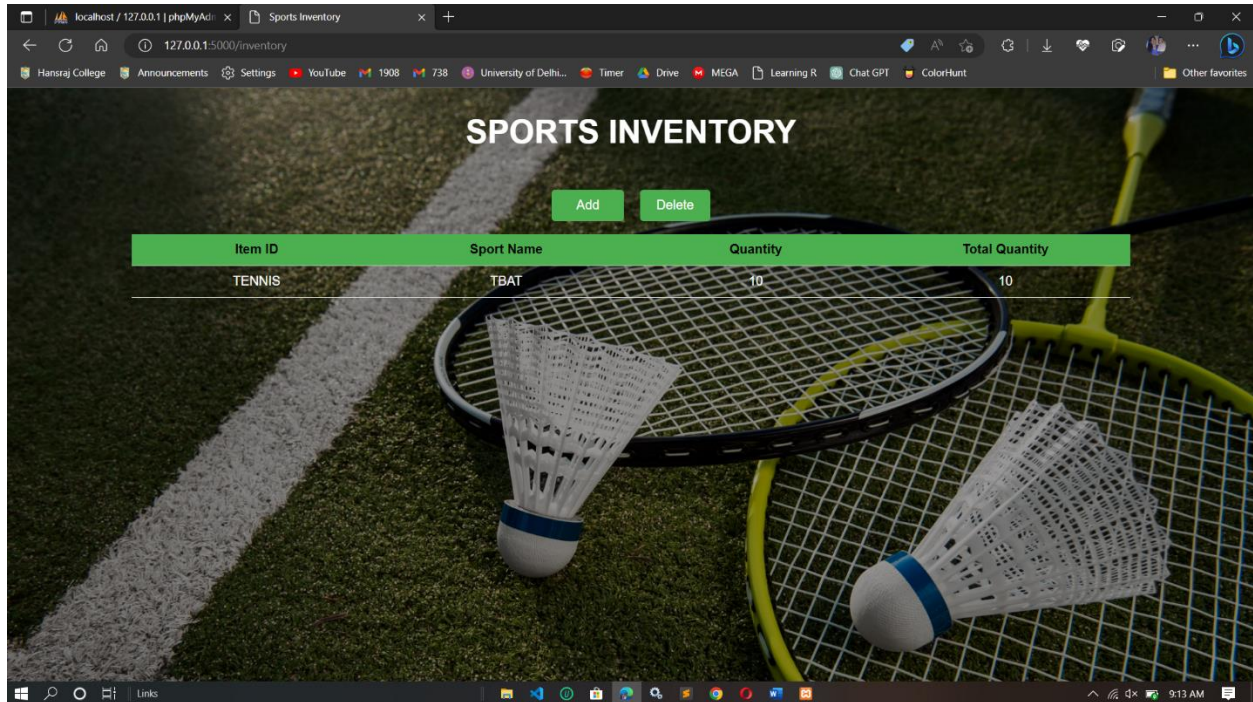 localhost / 127.0.0.1 | phpMyAdn
Sports Inventory
127.0.0.1:5000/inventory
Hansraj College Announcements Settings YouTube 1908 738 University of Delhi... Timer Drive MEGA Learning R Chat GPT ColorHunt Other favorites
SPORTS INVENTORY
Add Delete
Item ID Sport Name Quantity Total Quantity
TENNIS TBAT 10 10
Links 9:13 AM